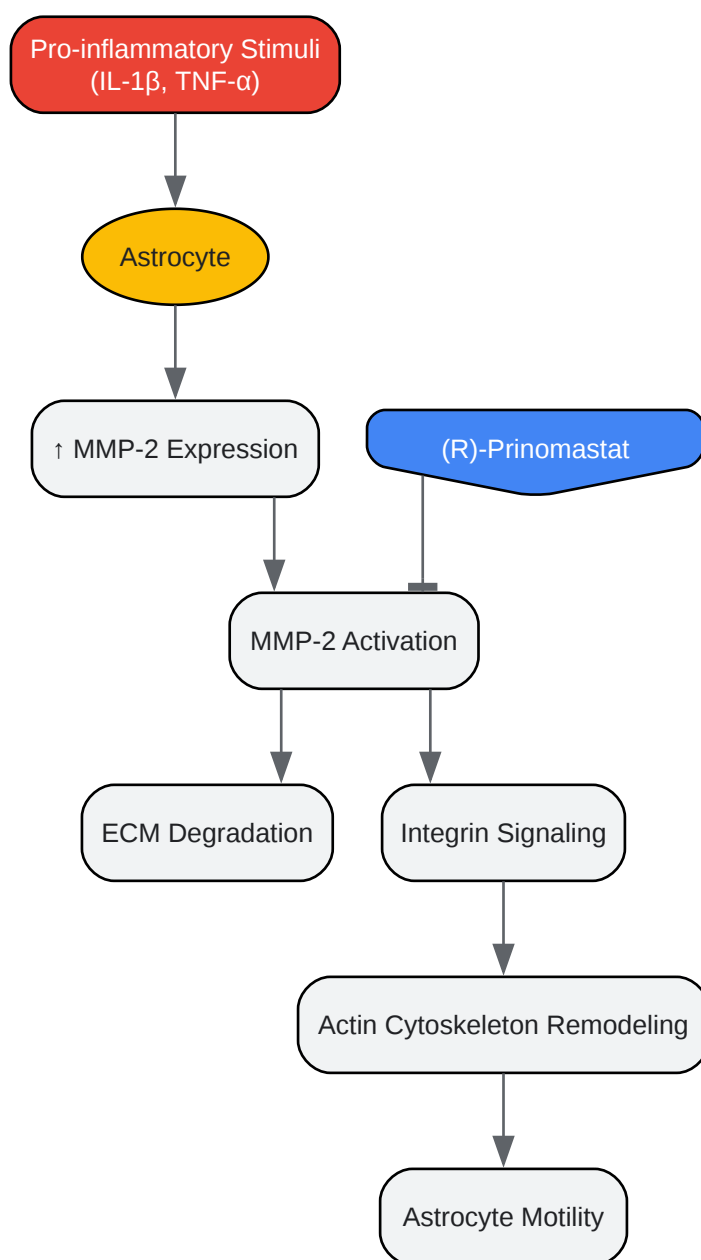 Pro-inflammatory Stimuli
(IL-1β, TNF-α)
Astrocyte
↑ MMP-2 Expression
(R)-Prinomastat
MMP-2 Activation
ECM Degradation
Integrin Signaling
Actin Cytoskeleton Remodeling
Astrocyte Motility